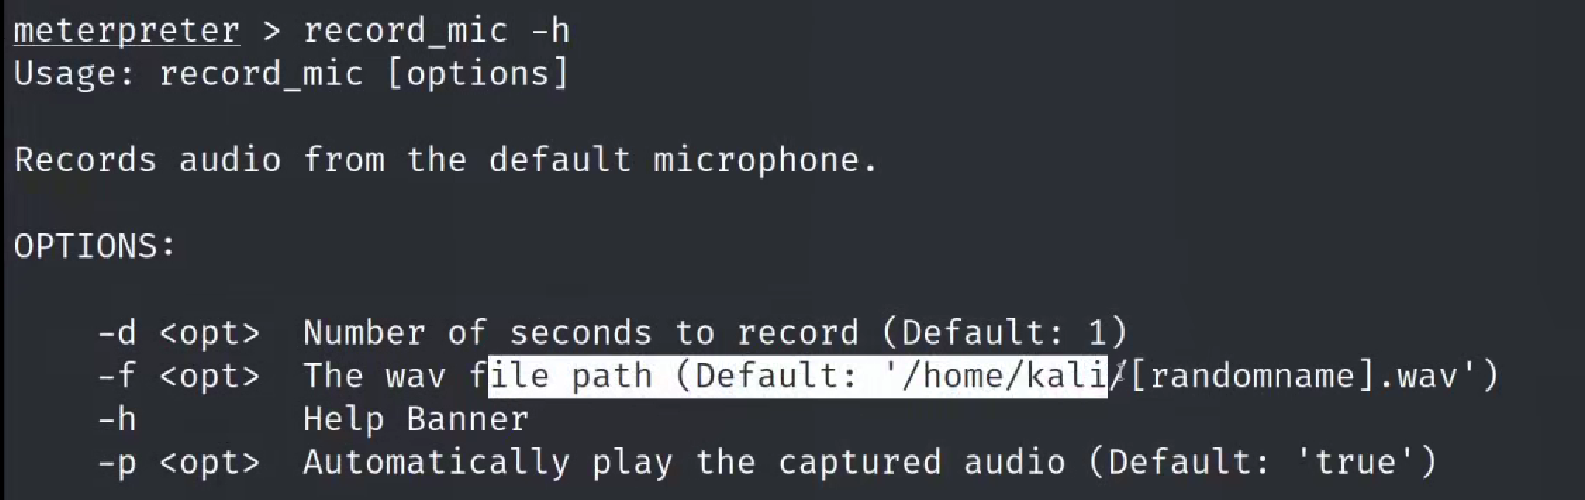 meterpreter > record_mic -h
Usage: record_mic [options]
Records audio from the default microphone.
OPTIONS:
-d <opt> Number of seconds to record (Default: 1)
-f <opt> The wav file path (Default: '/home/kali/[randomname].wav')
-h Help Banner
-p <opt> Automatically play the captured audio (Default: 'true')